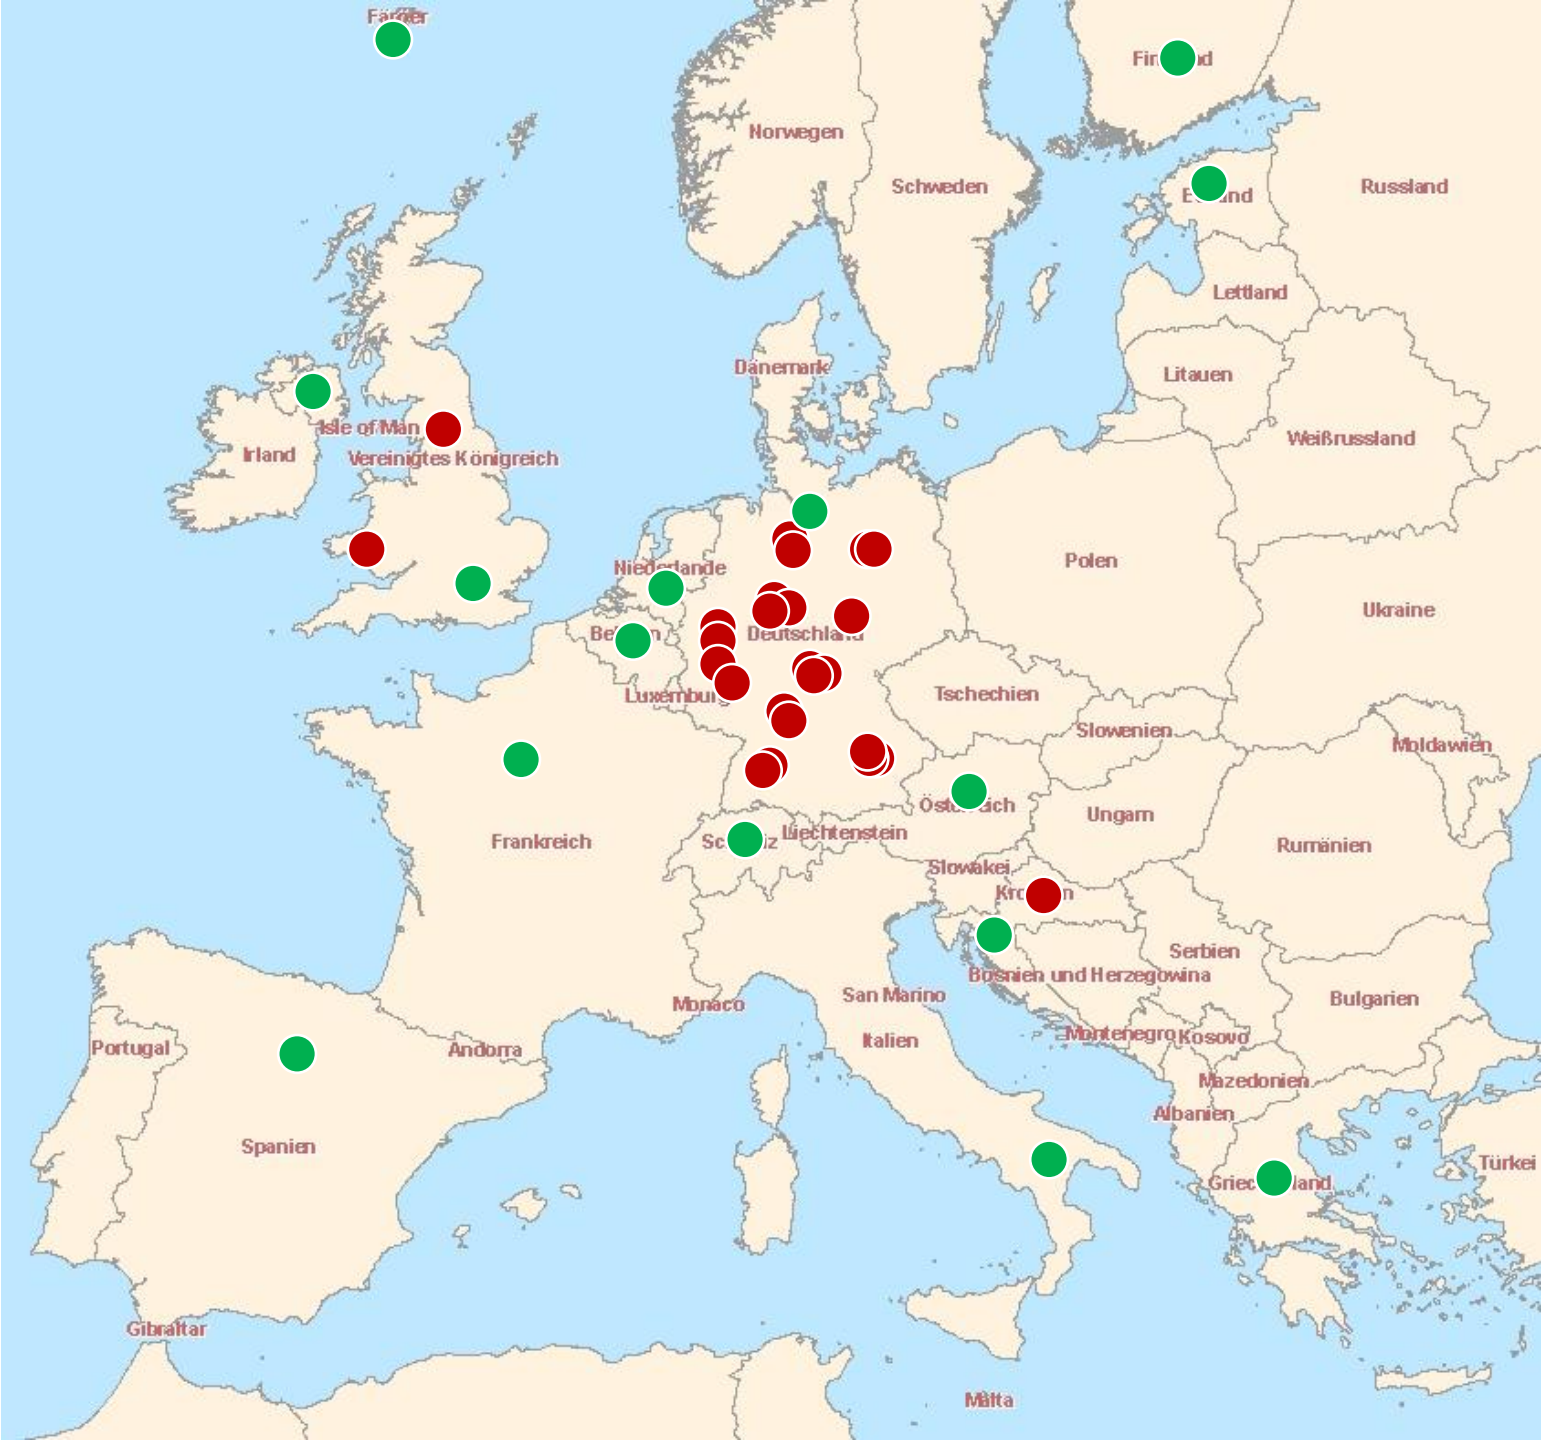 Färöer
Norwegen
Schweden
Russland
Lettland
Dänemark
Litauen
Isle of Man
Irland
Vereinigtes Königreich
Weißrussland
Polen
Niederlande
Ukraine
Deutschland
Luxemburg
Tschechien
Slowenien
Moldawien
Ungarn
Liechtenstein
Frankreich
Rumänien
Slowakei
Serbien
Bosnien und Herzegowina
San Marino
Bulgarien
Monaco
Montenegro
Kosovo
Italien
Portugal
Andorra
Mazedonien
Albanien
Spanien
Türkei
Gibraltar
Malta